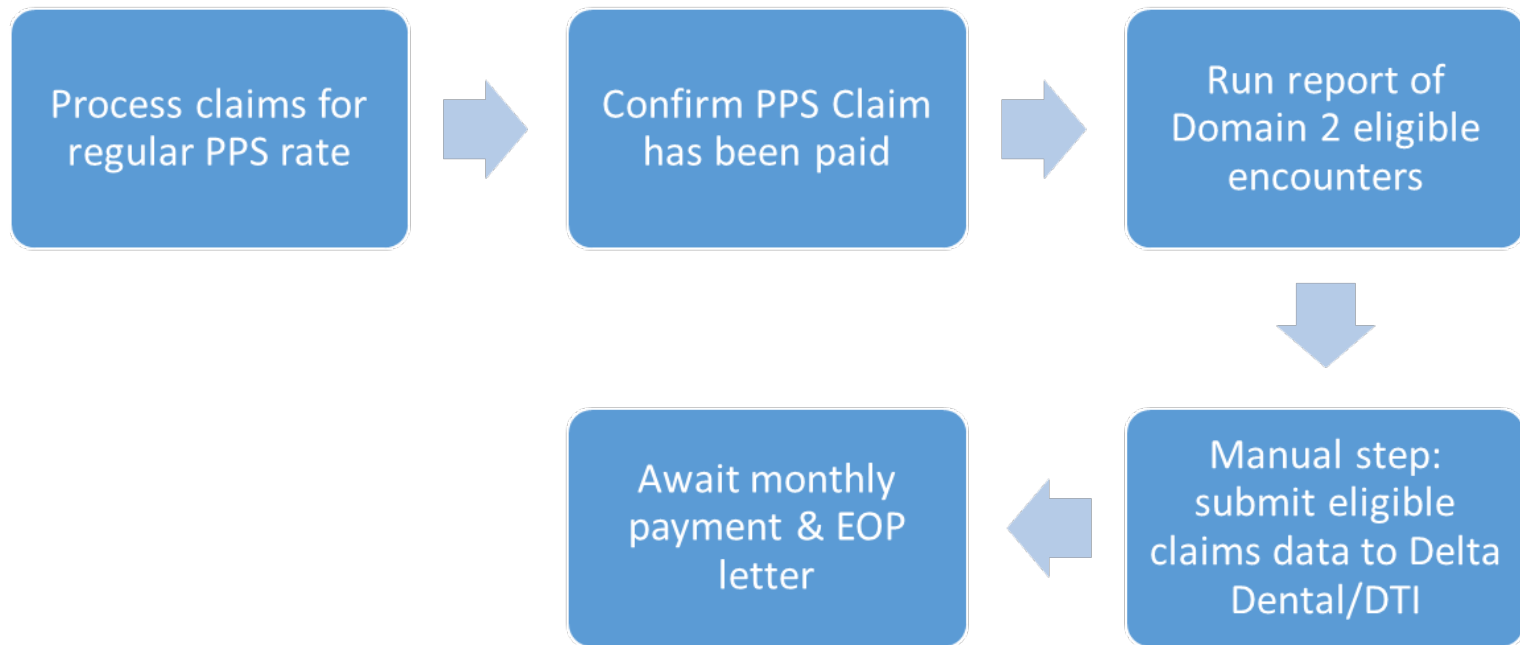 Process claims for
regular PPS rate
Confirm PPS Claim
has been paid
Run report of
Domain 2 eligible
encounters
Manual step:
submit eligible
claims data to Delta
Dental/DTI
Await monthly
payment & EOP
letter